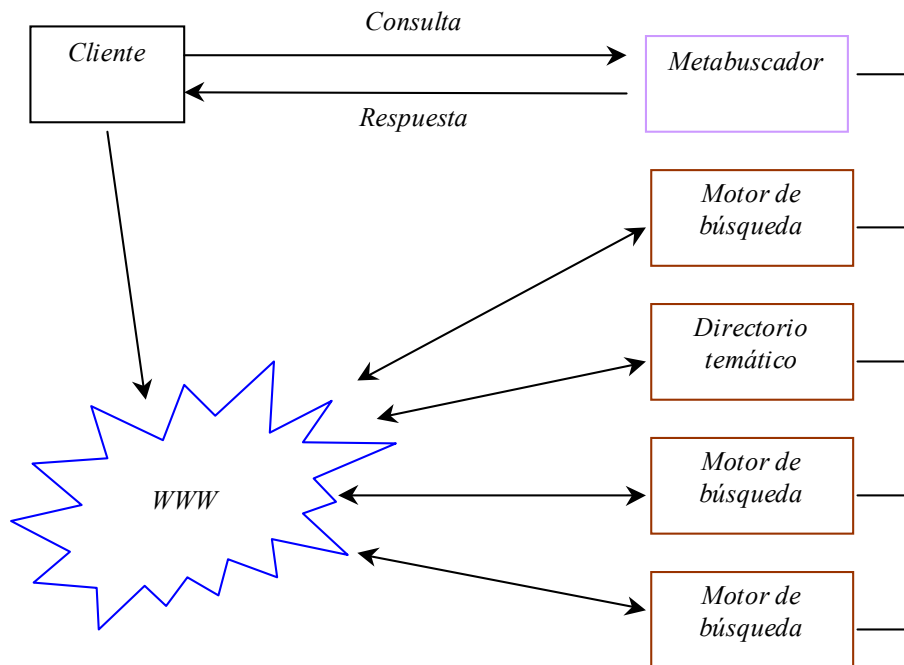 Consulta
Cliente
Metabuscador
Respuesta
Motor de
búsqueda
Directorio
temático
Motor de
búsqueda
WWW
Motor de
búsqueda